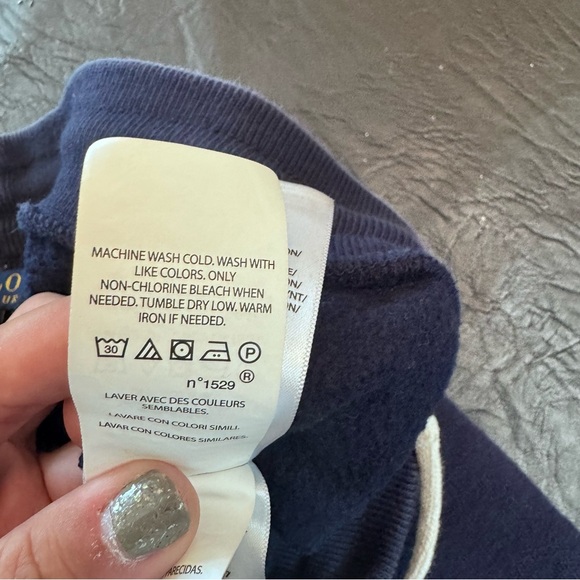 MACHINE WASH COLD. WASH WITH
LIKE COLORS. ONLY
NON-CHLORINE BLEACH WHEN
NEEDED. TUMBLE DRY LOW. WARM
IRON IF NEEDED.
30 P
®
n°1529
LAVER AVEC DES COULEURS
SEMBLABLES.
LAVARE CON COLORI SIMILI.
LAVAR CON COLORES SIMILARES.